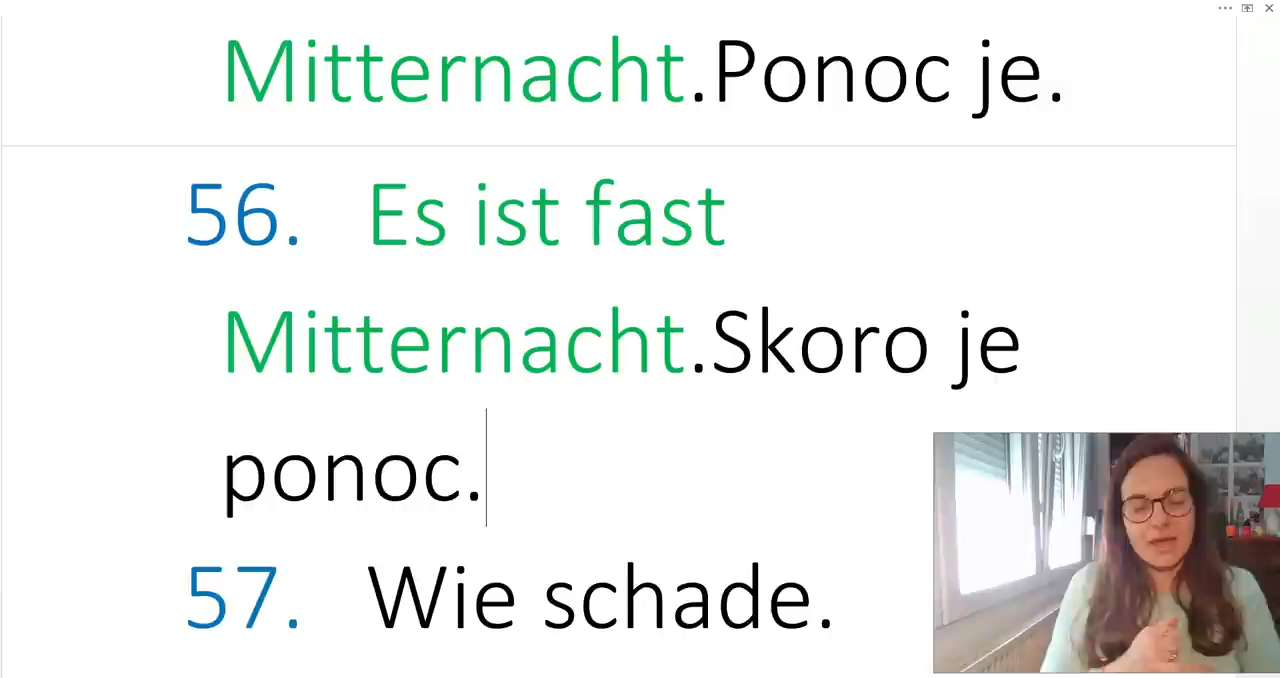 Mitternacht.Ponoc je.
56. Es ist fast
Mitternacht.Skoro je
ponoc.
57. Wie schade.